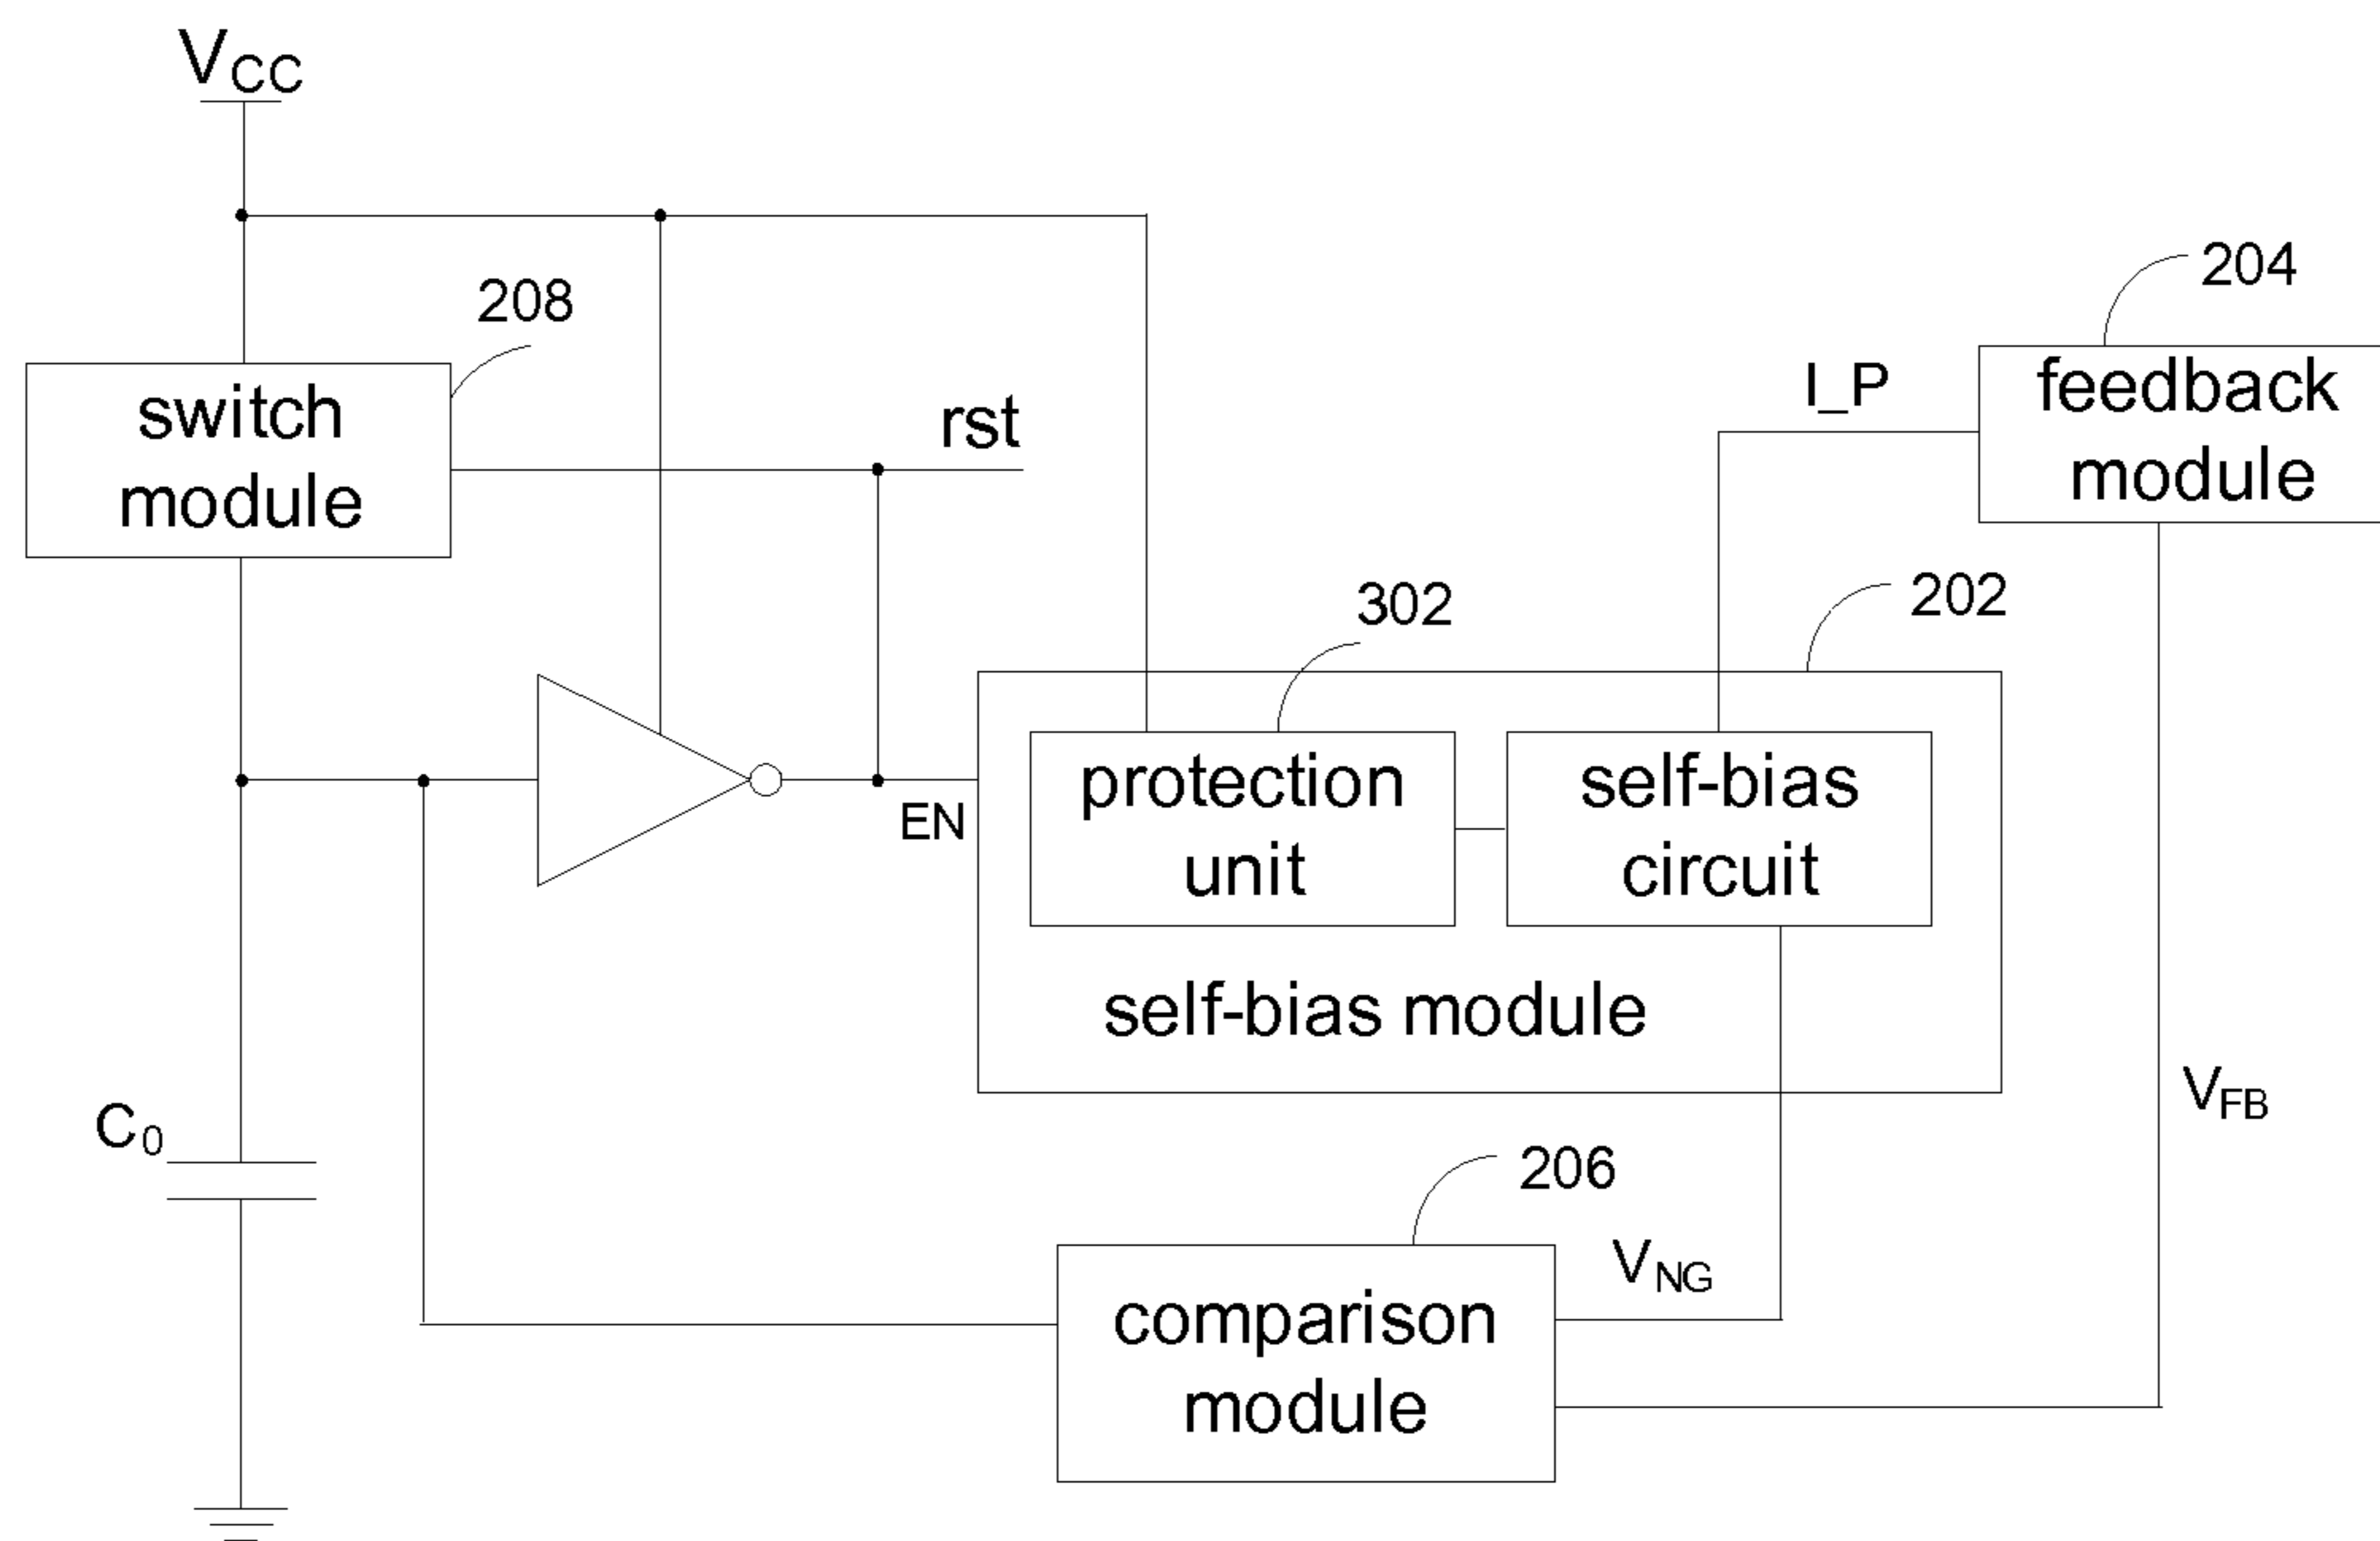 VCC
208
204
switch
module
rst
I_P
feedback
module
302
202
protection
unit
self-bias
circuit
EN
self-bias module
C0
VFB
206
VNG
comparison
module